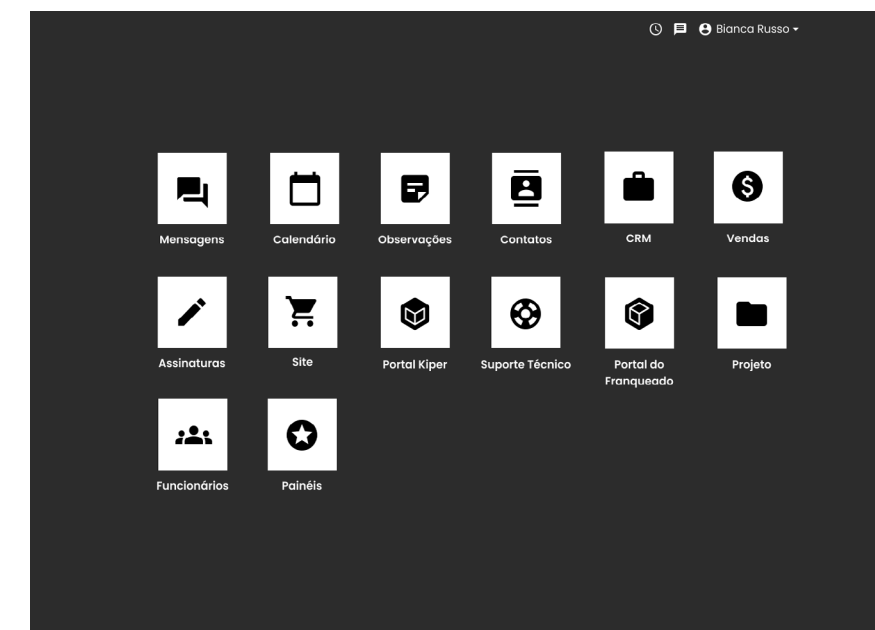 Bianca Russo
Mensagens
Calendário
Observações
Contatos
CRM
Vendas
Assinaturas
Site
Portal Kiper
Suporte Técnico
Portal do
Franqueado
Projeto
Funcionários
Painéis